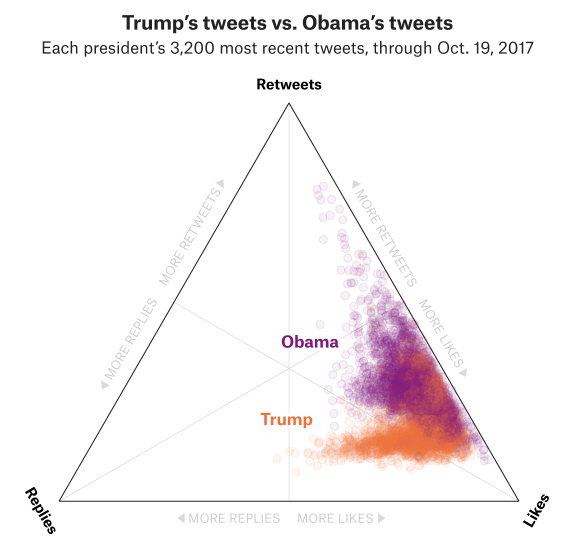 Trump’s tweets vs. Obama’s tweets
Each president’s 3,200 most recent tweets, through Oct. 19, 2017
Retweets
◀ MORE REPLIES MORE RETWEETS ▶
◀ MORE RETWEETS MORE LIKES ▶
Obama
Trump
Replies
Likes
◀ MORE REPLIES MORE LIKES ▶